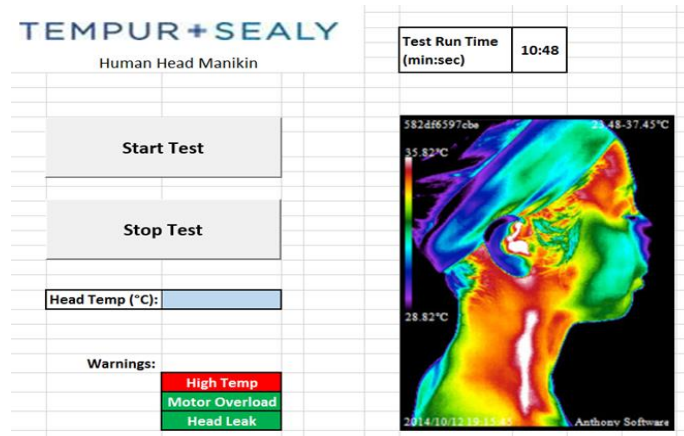 TEMPUR+SEALY
Human Head Manikin
Test Run Time
(min:sec)
10:48
Start Test
Stop Test
Head Temp (°C):
Warnings:
High Temp
Motor Overload
Head Leak
582df6597cbe
23.48-37.45°C
35.82°C
28.82°C
2014/10/12 19:15:45
Anthony Software